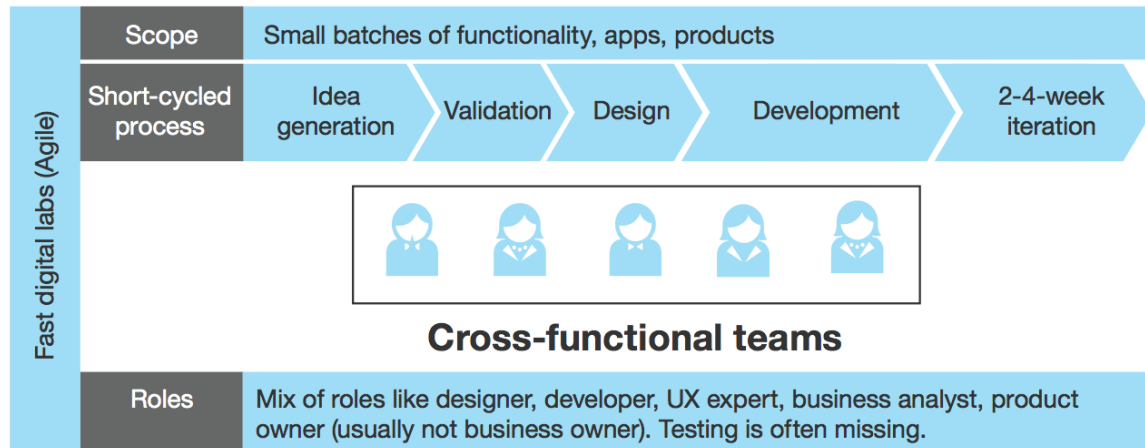 Fast digital labs (Agile)
Scope
Small batches of functionality, apps, products
Short-cycled
process
Idea
generation
Validation
Design
Development
2-4-week
iteration
Cross-functional teams
Roles
Mix of roles like designer, developer, UX expert, business analyst, product
owner (usually not business owner). Testing is often missing.